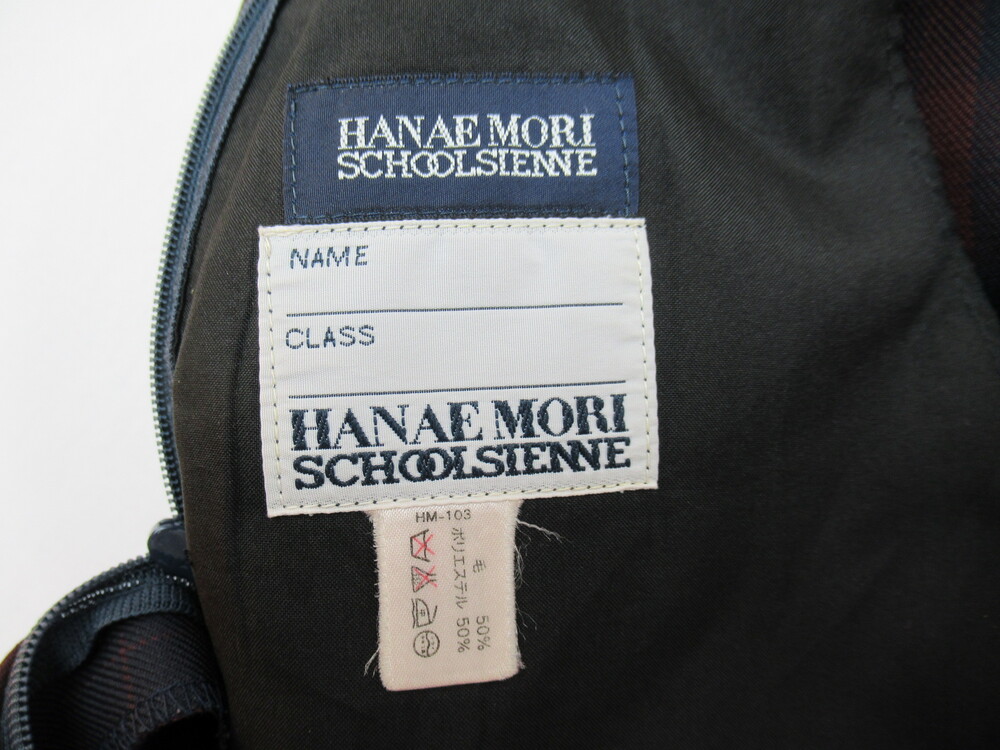 HANAE MORI
SCHOOLSIENNE
NAME
CLASS
HANAE MORI
SCHOOLSIENNE
HM-103
毛 50%
ポリエステル 50%